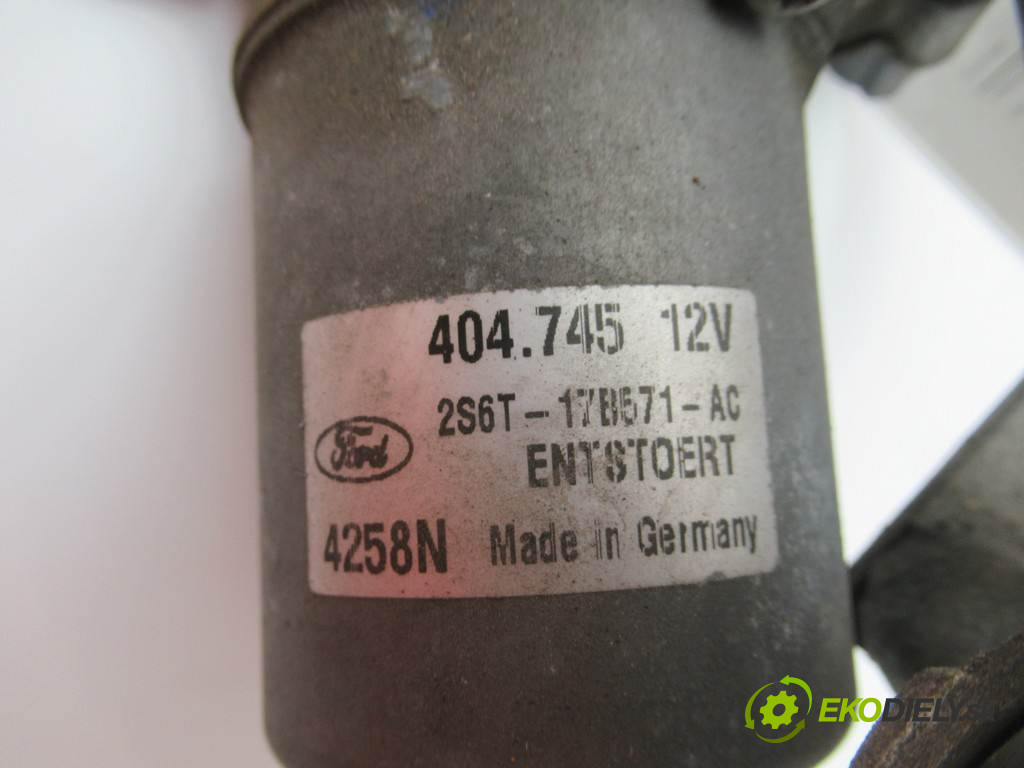 404.745 12V
2S6T-17B571-AC
Ford
ENTSTOERT
4258N Made in Germany
EKODIELY